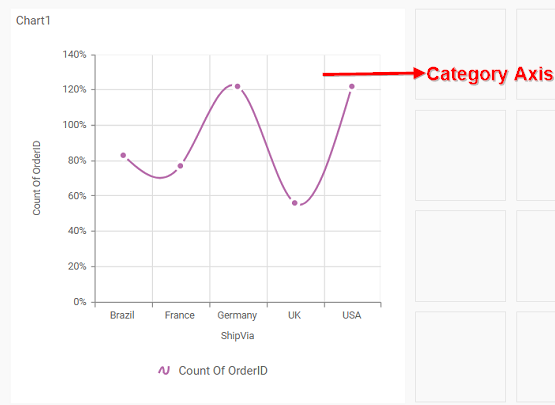 Chart1
140%
120%
100%
80%
60%
40%
20%
0%
Count Of OrderID
Brazil France Germany UK USA
ShipVia
Count Of OrderID
Category Axis